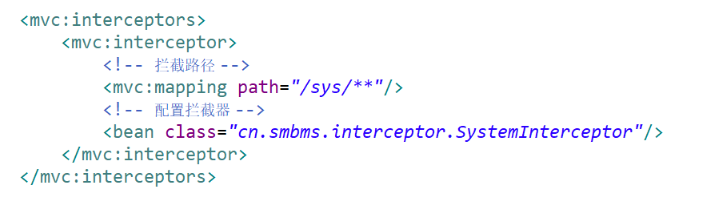 <mvc:interceptors>
    <mvc:interceptor>
        <!-- 拦截路径 -->
        <mvc:mapping path="/sys/**"/>
        <!-- 配置拦截器 -->
        <bean class="cn.smbms.interceptor.SystemInterceptor"/>
    </mvc:interceptor>
</mvc:interceptors>